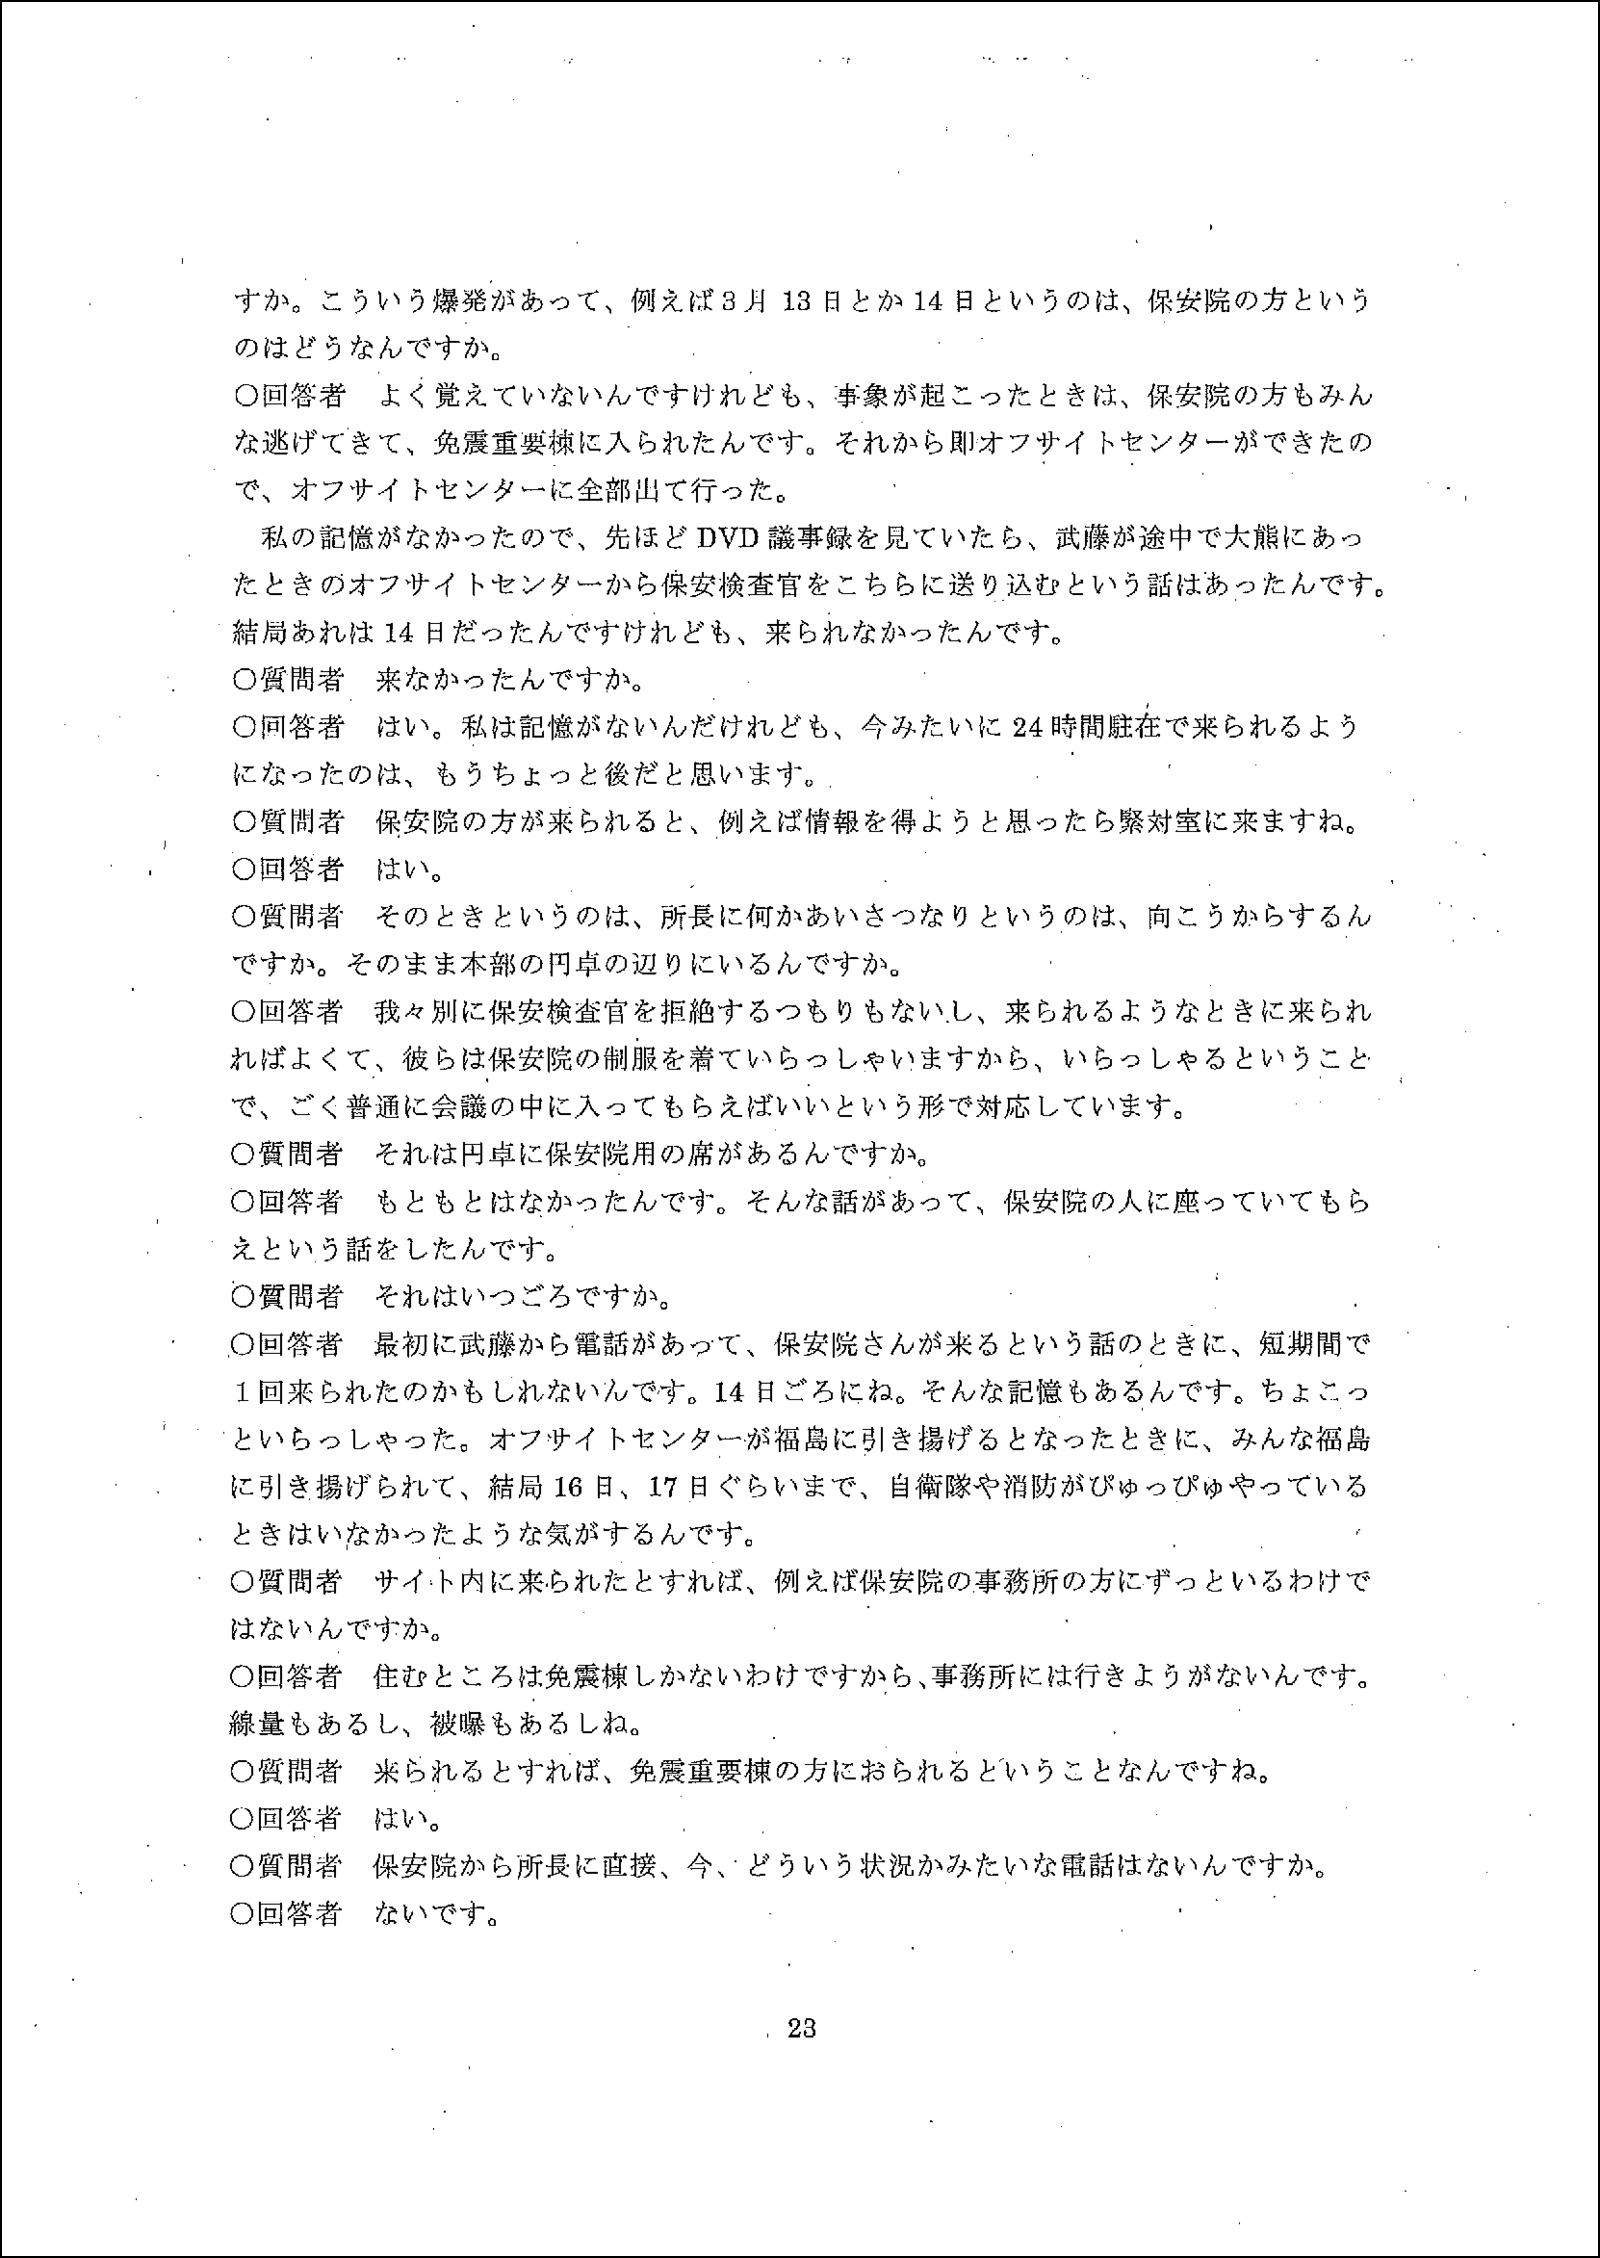 すか。こういう爆発があって、例えば3月 13 日とか 14 日というのは、保安院の方という
のはどうなんですか。
○回答者　よく覚えていないんですけれども、事象が起こったときは、保安院の方もみん
な逃げてきて、免震重要棟に入られたんです。それから即オフサイトセンターができたの
で、オフサイトセンターに全部出て行った。
　私の記憶がなかったので、先ほど DVD 議事録を見ていたら、武藤が途中で大熊にあっ
たときのオフサイトセンターから保安検査官をこちらに送り込むという話はあったんです。
結局あれは 14 日だったんですけれども、来られなかったんです。
○質問者　来なかったんですか。
○回答者　はい。私は記憶がないんだけれども、今みたいに 24 時間駐在で来られるよう
になったのは、もうちょっと後だと思います。
○質問者　保安院の方が来られると、例えば情報を得ようと思ったら緊対室に来ますね。
○回答者　はい。
○質問者　そのときというのは、所長に何かあいさつなりというのは、向こうからするん
ですか。そのまま本部の円卓の辺りにいるんですか。
○回答者　我々別に保安検査官を拒絶するつもりもないし、来られるようなときに来られ
ればよくて、彼らは保安院の制服を着ていらっしゃいますから、いらっしゃるということ
で、ごく普通に会議の中に入ってもらえばいいという形で対応しています。
○質問者　それは円卓に保安院用の席があるんですか。
○回答者　もともとはなかったんです。そんな話があって、保安院の人に座っていてもら
えという話をしたんです。
○質問者　それはいつごろですか。
○回答者　最初に武藤から電話があって、保安院さんが来るという話のときに、短期間で
１回来られたのかもしれないんです。14 日ごろにね。そんな記憶もあるんです。ちょこっ
といらっしゃった。オフサイトセンターが福島に引き揚げるとなったときに、みんな福島
に引き揚げられて、結局 16 日、17 日ぐらいまで、自衛隊や消防がぴゅっぴゅやっている
ときはいなかったような気がするんです。
○質問者　サイト内に来られたとすれば、例えば保安院の事務所の方にずっといるわけで
はないんですか。
○回答者　住むところは免震棟しかないわけですから、事務所には行きようがないんです。
線量もあるし、被曝もあるしね。
○質問者　来られるとすれば、免震重要棟の方におられるということなんですね。
○回答者　はい。
○質問者　保安院から所長に直接、今、どういう状況かみたいな電話はないんですか。
○回答者　ないです。
23